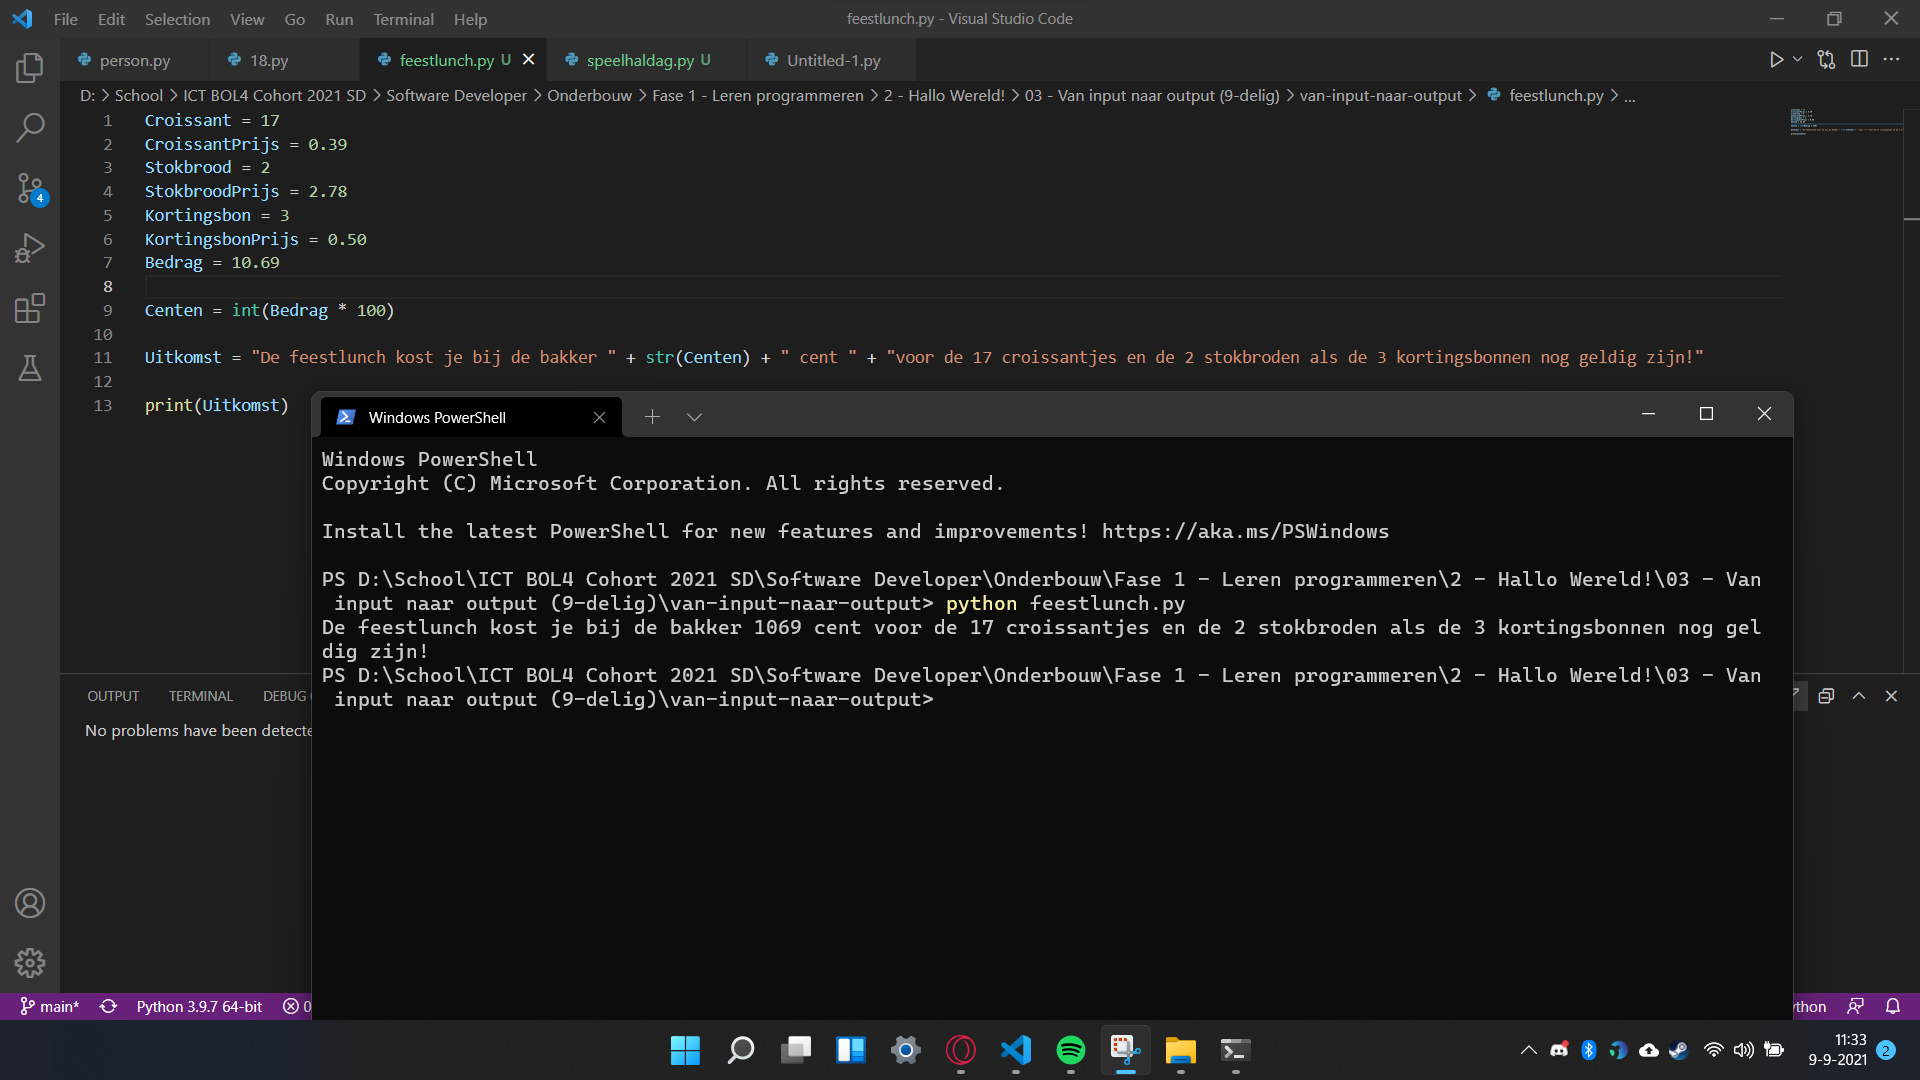 File Edit Selection View Go Run Terminal Help
feestlunch.py - Visual Studio Code
person.py
18.py
feestlunch.py U
speelhaldag.py U
Untitled-1.py
D: > School > ICT BOL4 Cohort 2021 SD > Software Developer > Onderbouw > Fase 1 - Leren programmeren > 2 - Hallo Wereld! > 03 - Van input naar output (9-delig) > van-input-naar-output > feestlunch.py > ...
1 Croissant = 17
2 CroissantPrijs = 0.39
3 Stokbrood = 2
4 StokbroodPrijs = 2.78
5 Kortingsbon = 3
6 KortingsbonPrijs = 0.50
7 Bedrag = 10.69
8
9 Centen = int(Bedrag * 100)
10
11 Uitkomst = "De feestlunch kost je bij de bakker " + str(Centen) + " cent " + "voor de 17 croissantjes en de 2 stokbroden als de 3 kortingsbonnen nog geldig zijn!"
12
13 print(Uitkomst)
4
Windows PowerShell
Windows PowerShell
Copyright (C) Microsoft Corporation. All rights reserved.
Install the latest PowerShell for new features and improvements! https://aka.ms/PSWindows
PS D:\School\ICT BOL4 Cohort 2021 SD\Software Developer\Onderbouw\Fase 1 - Leren programmeren\2 - Hallo Wereld!\03 - Van
input naar output (9-delig)\van-input-naar-output> python feestlunch.py
De feestlunch kost je bij de bakker 1069 cent voor de 17 croissantjes en de 2 stokbroden als de 3 kortingsbonnen nog gel
dig zijn!
PS D:\School\ICT BOL4 Cohort 2021 SD\Software Developer\Onderbouw\Fase 1 - Leren programmeren\2 - Hallo Wereld!\03 - Van
input naar output (9-delig)\van-input-naar-output>
OUTPUT TERMINAL DEBUG
No problems have been detecte
main* Python 3.9.7 64-bit 0
ython
11:33
9-9-2021
2